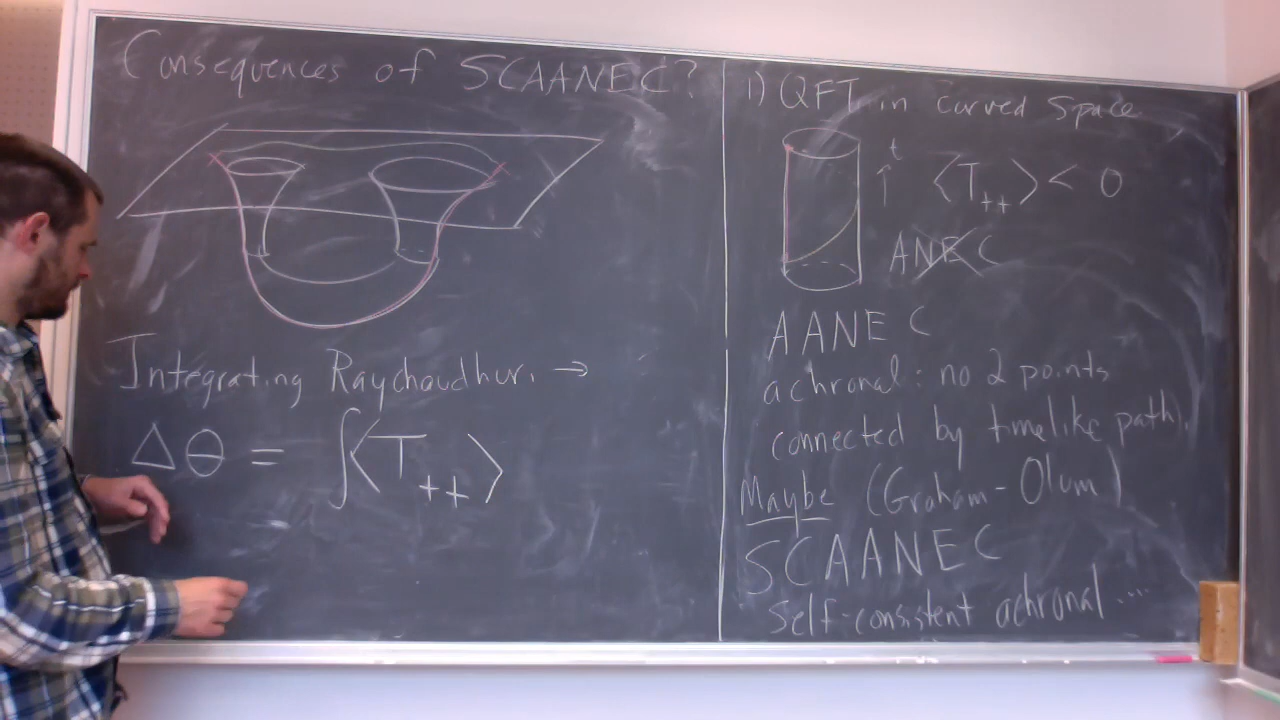 Consequences of SCAANEC?
Integrating Raychaudhuri →
Δθ = ∫⟨T₊₊⟩
1) QFT in Curved Space
t
↑
⟨T₊₊⟩ < 0
ANEC
AANEC
achronal: no 2 points
connected by timelike path).
Maybe (Graham-Olum)
SCAANEC
Self-consistent achronal ...